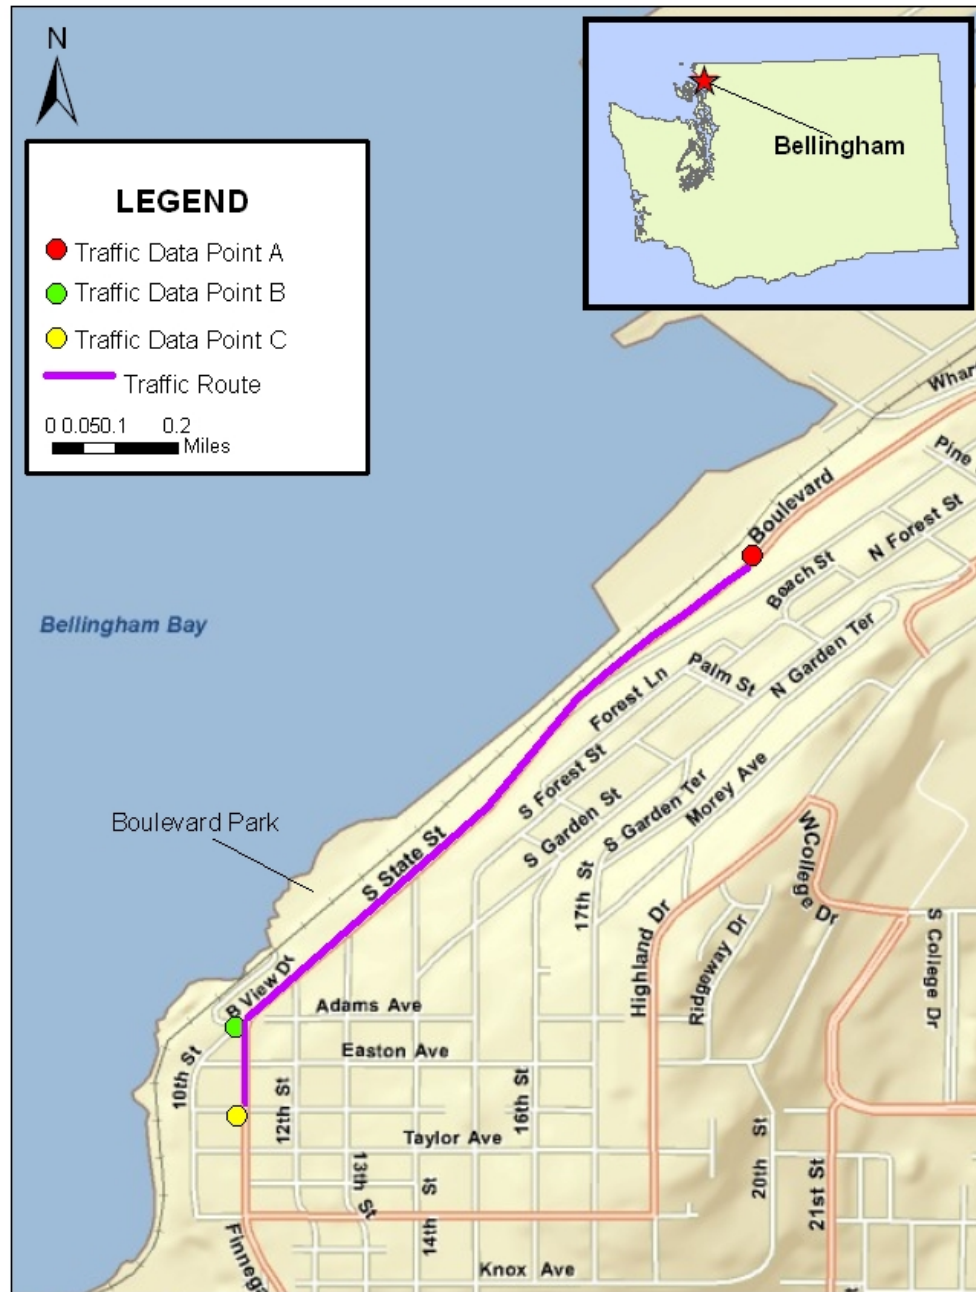 N
Bellingham
LEGEND
Traffic Data Point A
Traffic Data Point B
Traffic Data Point C
Traffic Route
0 0.050.1 0.2
Miles
Whar
Pine
Boulevard
N Forest St
Beach St
Bellingham Bay
N Garden Ter
Palm St
Forest Ln
S Forest St
Morey Ave
S Garden Ter
S Garden St
Boulevard Park
S State St
W College Dr
17th St
Highland Dr
Ridgeway Dr
S College Dr
B View Dr
Adams Ave
Easton Ave
10th St
12th St
16th St
Taylor Ave
13th St
14th St
20th St
21st St
Finnega
Knox Ave